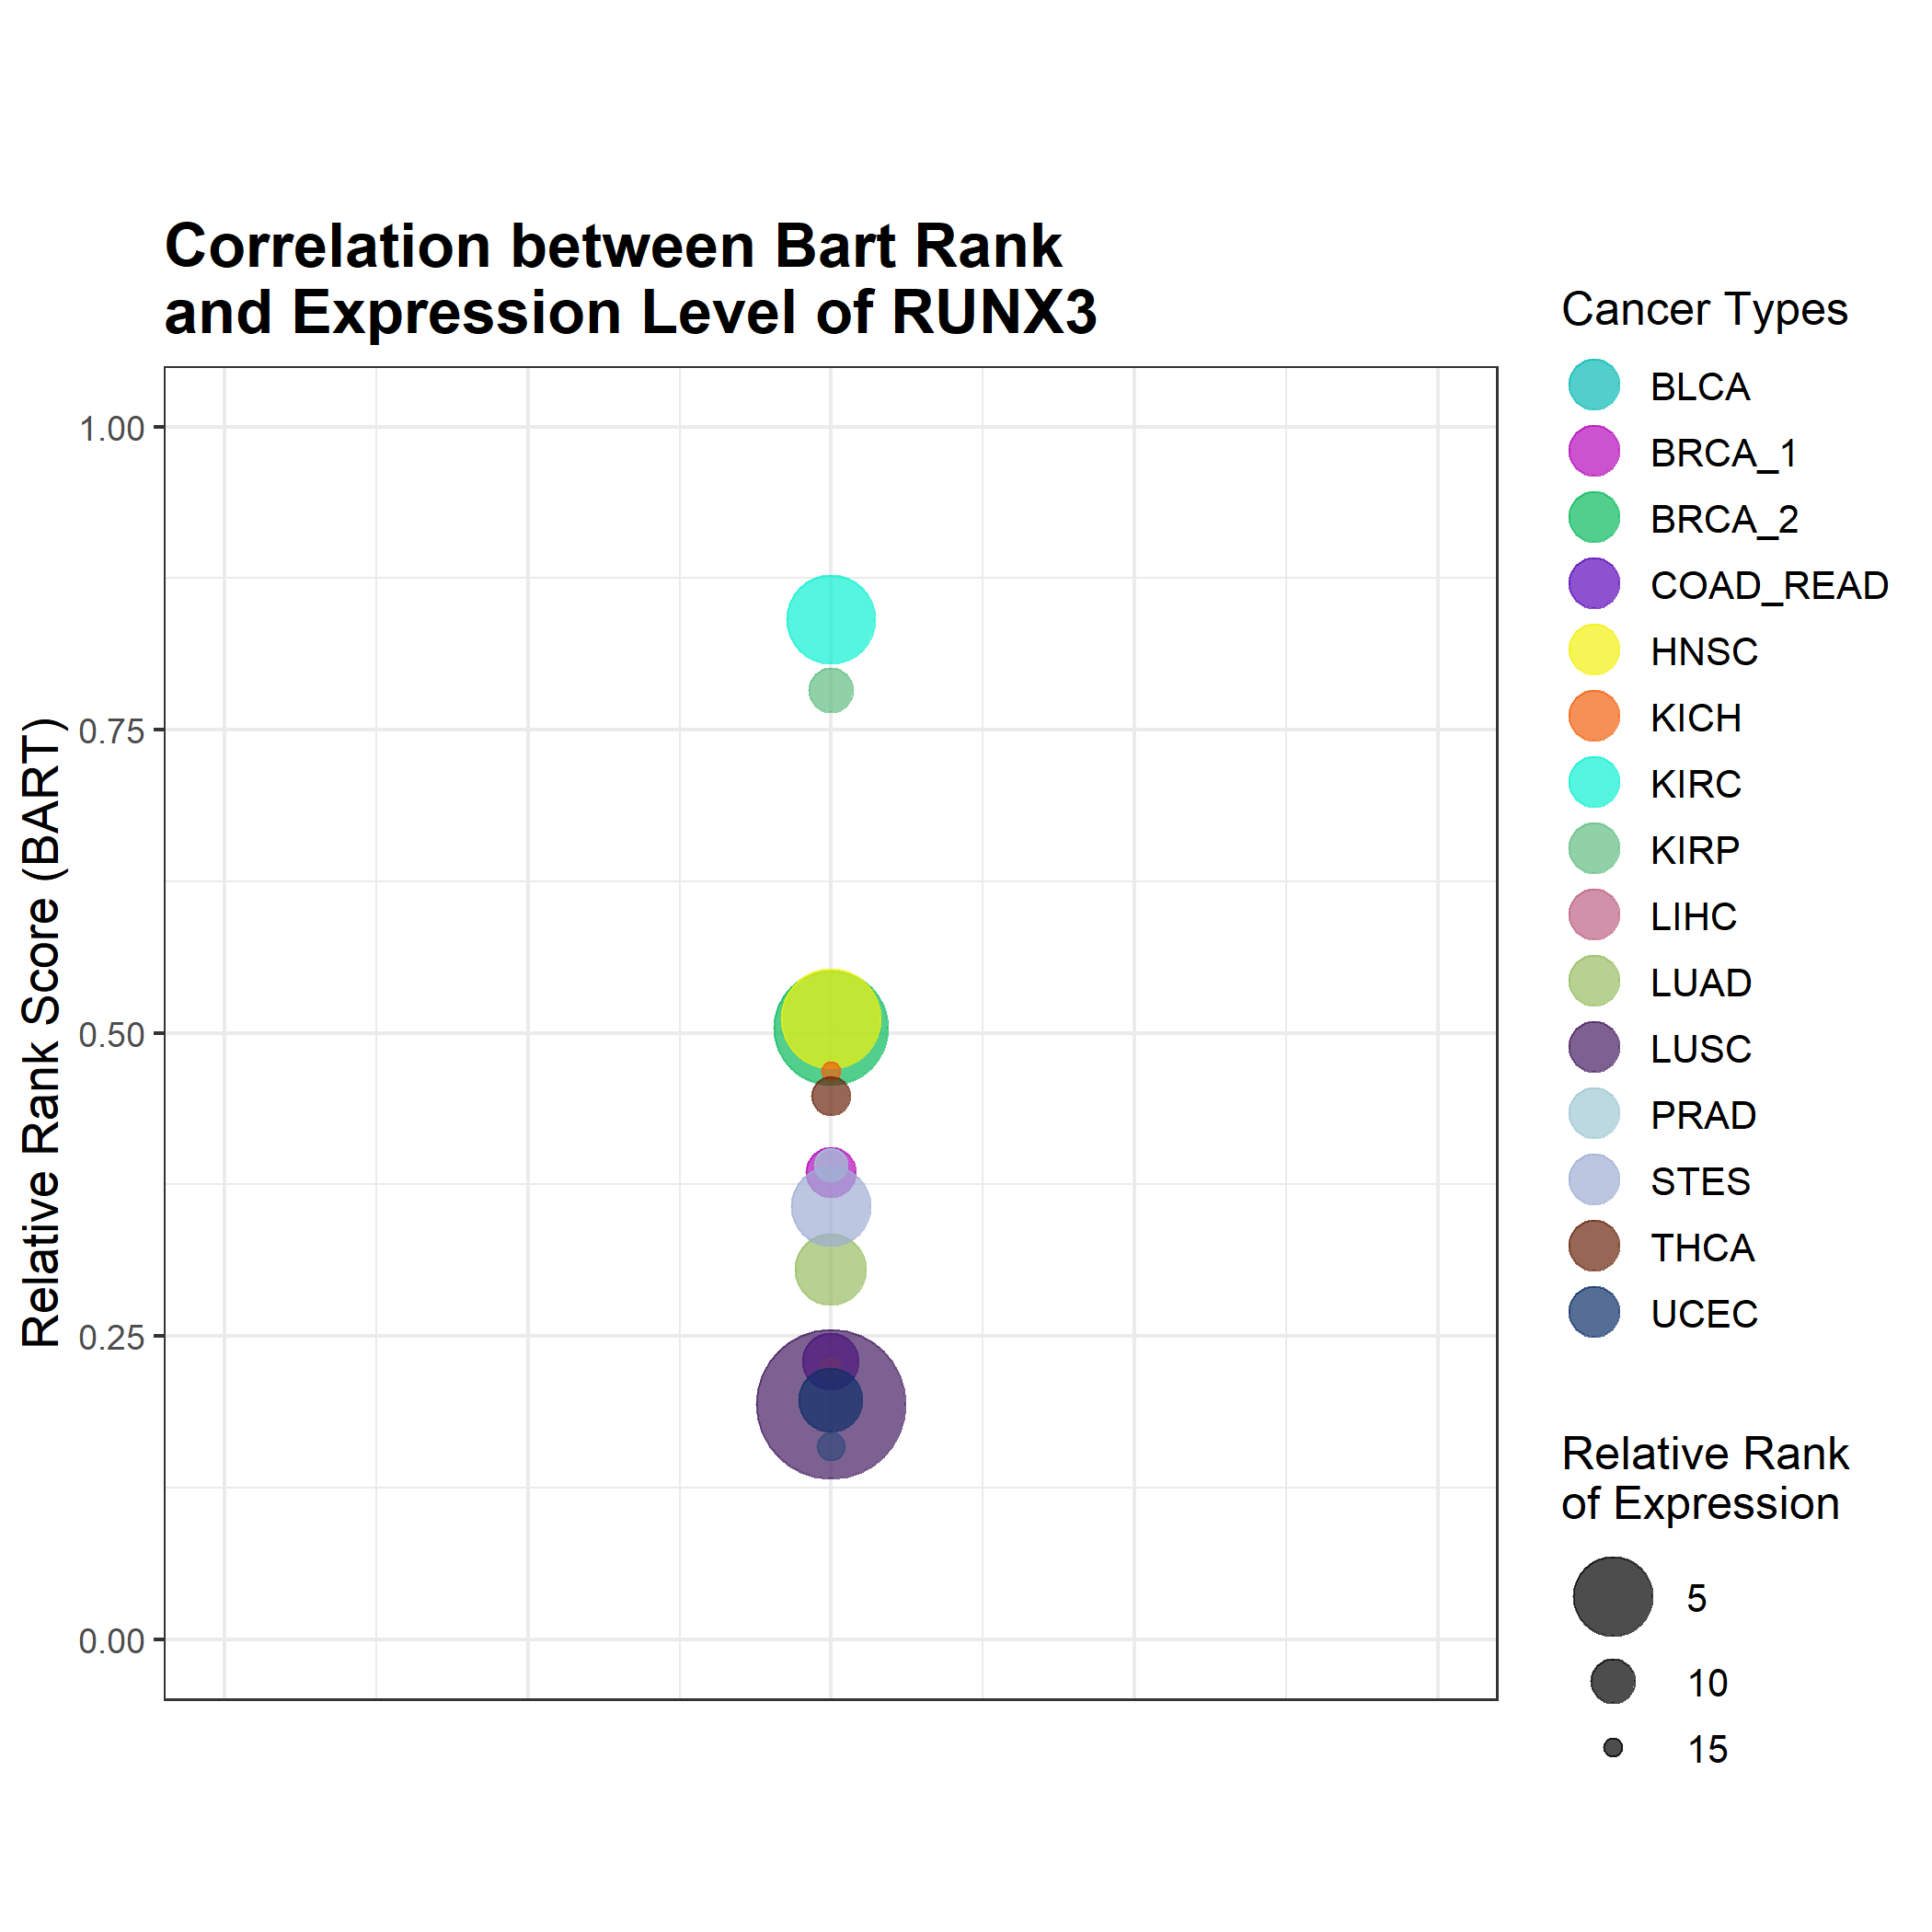 Correlation between Bart Rank
and Expression Level of RUNX3
Relative Rank Score (BART)
1.00
0.75
0.50
0.25
0.00
Cancer Types
BLCA
BRCA_1
BRCA_2
COAD_READ
HNSC
KICH
KIRC
KIRP
LIHC
LUAD
LUSC
PRAD
STES
THCA
UCEC
Relative Rank
of Expression
5
10
15